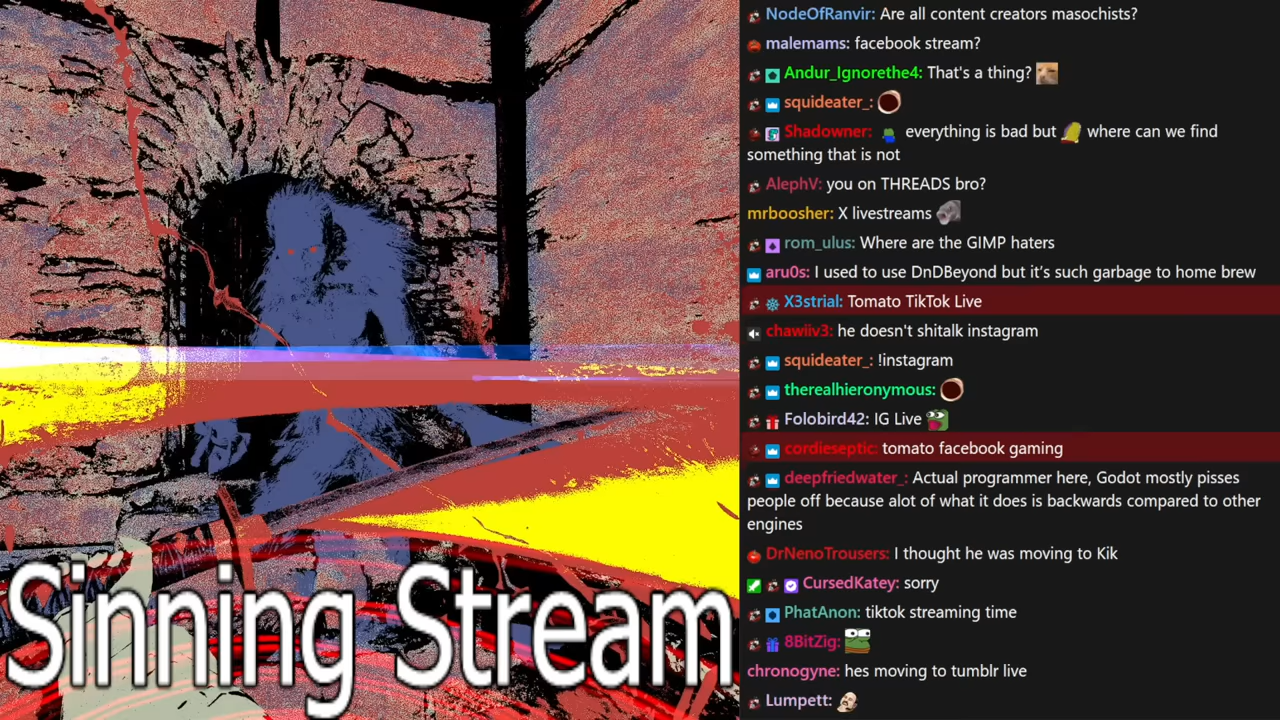 NodeOfRanvir: Are all content creators masochists?
malemams: facebook stream?
Andur_Ignorethe4: That's a thing?
squideater_:
Shadowner: everything is bad but where can we find
something that is not
AlephV: you on THREADS bro?
mrboosher: X livestreams
rom_ulus: Where are the GIMP haters
aru0s: I used to use DnDBeyond but it's such garbage to home brew
X3strial: Tomato TikTok Live
chawiiv3: he doesn't shitalk instagram
squideater_: !instagram
therealhieronymous:
Folobird42: IG Live
cordieseptic: tomato facebook gaming
deepfriedwater_: Actual programmer here, Godot mostly pisses
people off because alot of what it does is backwards compared to other
engines
DrNenoTrousers: I thought he was moving to Kik
CursedKatey: sorry
PhatAnon: tiktok streaming time
8BitZig:
chronogyne: hes moving to tumblr live
Lumpett:
Sinning Stream